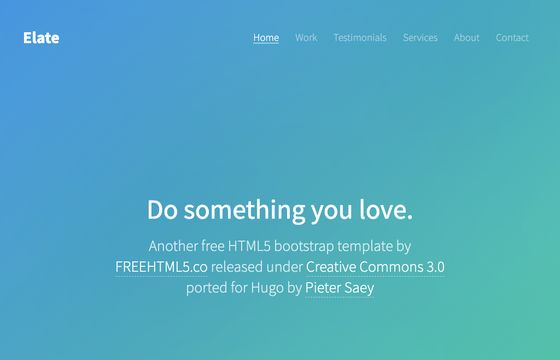 Elate
Home Work Testimonials Services About Contact
Do something you love.
Another free HTML5 bootstrap template by
FREEHTML5.co released under Creative Commons 3.0
ported for Hugo by Pieter Saey